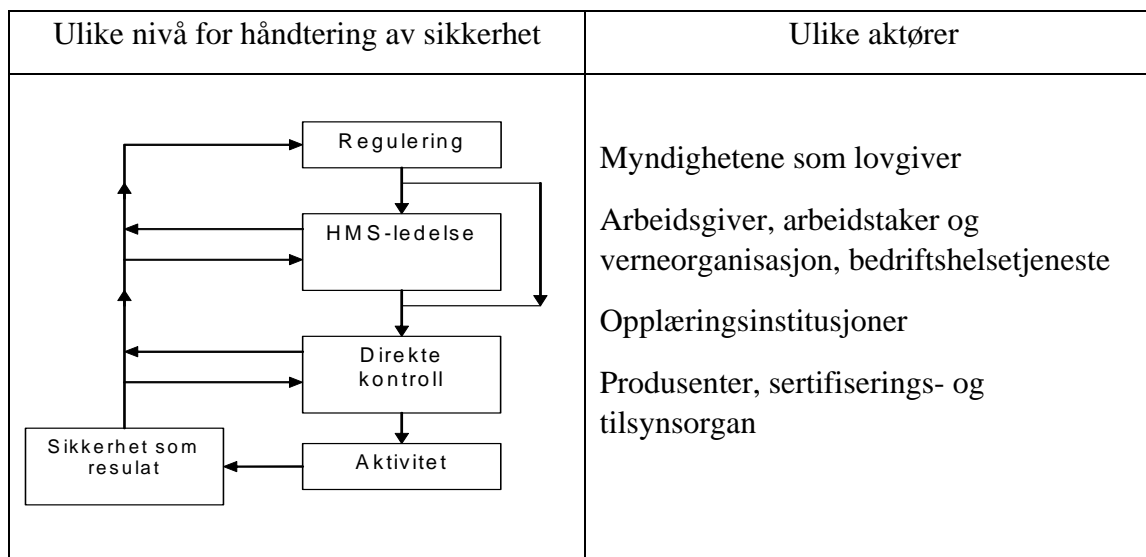 Ulike nivå for håndtering av sikkerhet
Ulike aktører
Regulering
HMS-ledelse
Direkte
kontroll
Aktivitet
Sikkerhet som
resulat
Myndighetene som lovgiver
Arbeidsgiver, arbeidstaker og
verneorganisasjon, bedriftshelsetjeneste
Opplæringsinstitusjoner
Produsenter, sertifiserings- og
tilsynsorgan